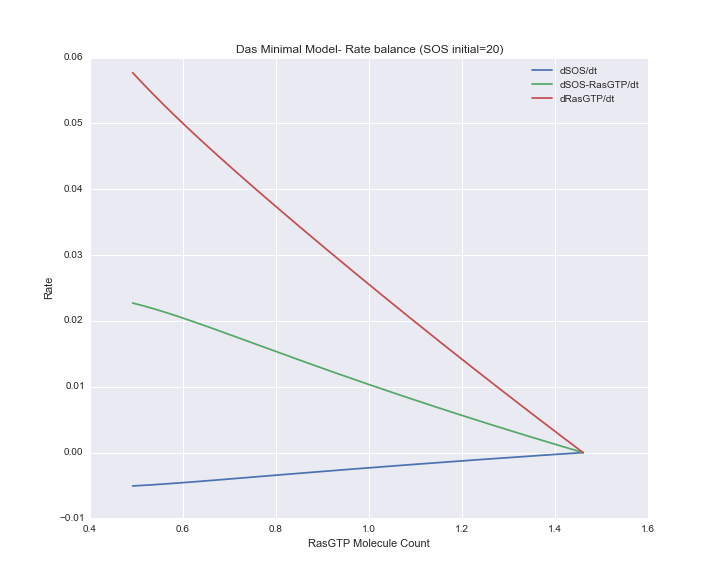 Das Minimal Model- Rate balance (SOS initial=20)
0.06
0.05
0.04
0.03
0.02
0.01
0.00
−0.01
Rate
dSOS/dt
dSOS-RasGTP/dt
dRasGTP/dt
0.4 0.6 0.8 1.0 1.2 1.4 1.6
RasGTP Molecule Count